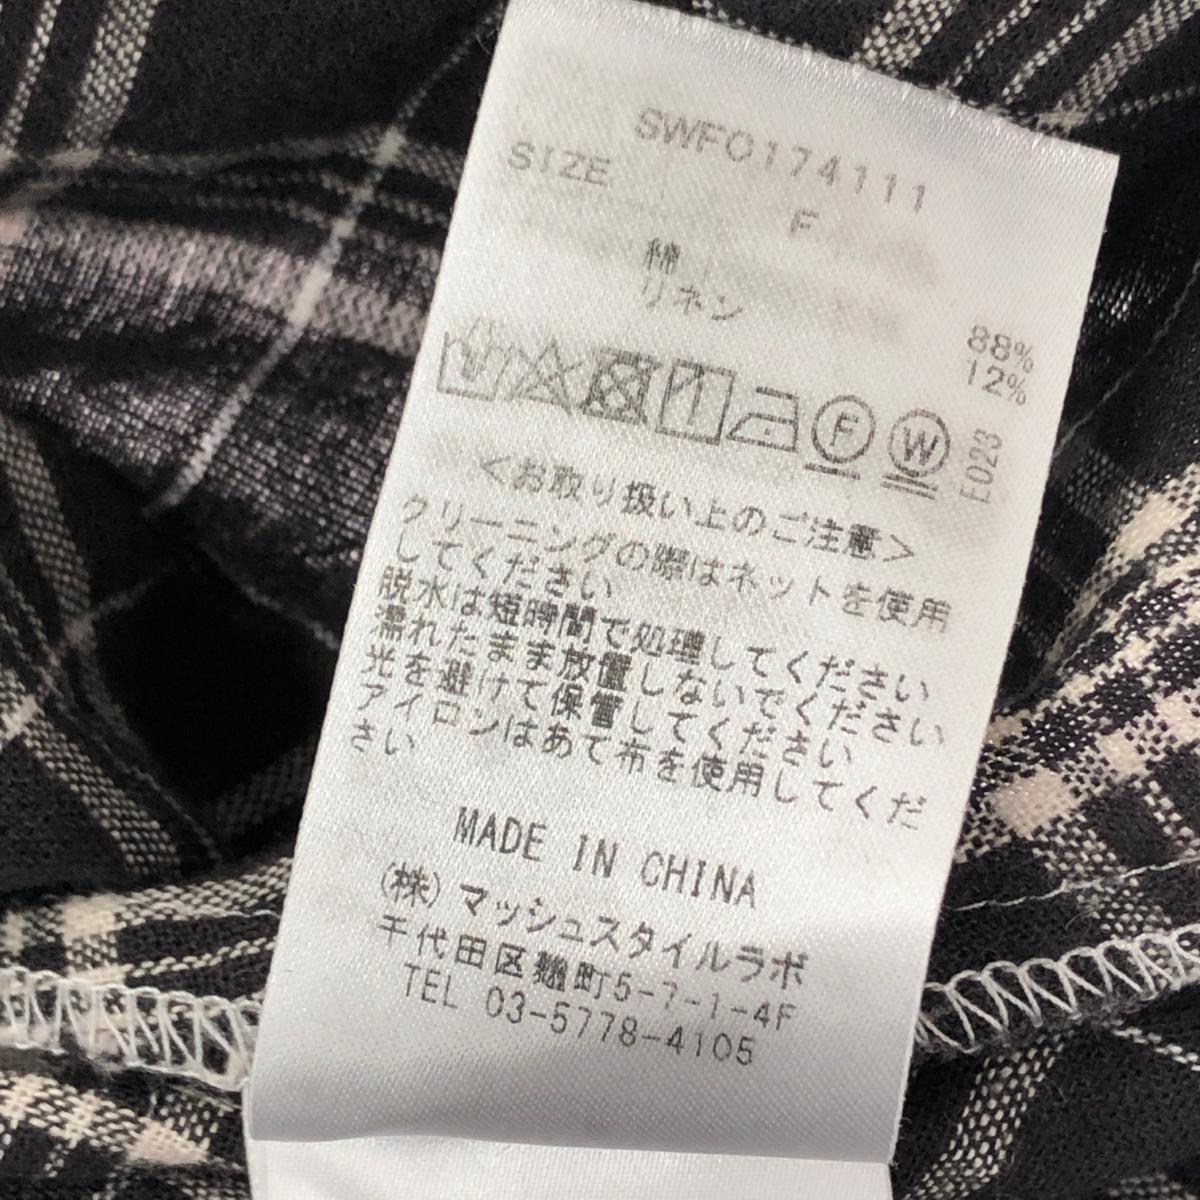 SWFO174111
SIZE F
綿 88%
リネン 12%
F W
E023
<お取り扱い上のご注意>
クリーニングの際はネットを使用
してください
脱水は短時間で処理してください
濡れたまま放置しないでください
光を避けて保管してください
アイロンはあて布を使用してくだ
さい
MADE IN CHINA
(株)マッシュスタイルラボ
千代田区麹町5-7-1-4F
TEL 03-5778-4105